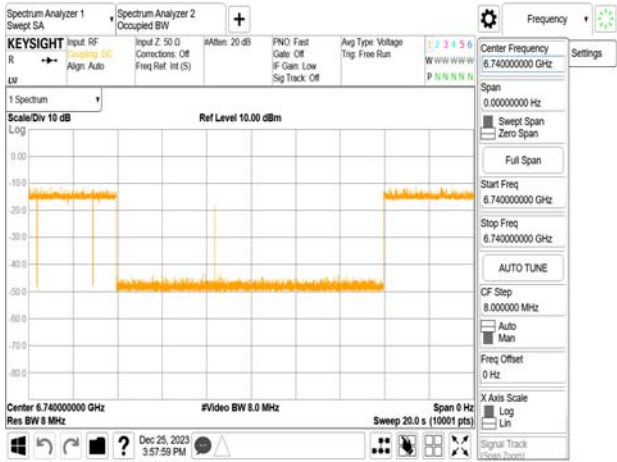 Spectrum Analyzer 1
Swept SA
Spectrum Analyzer 2
Occupied BW
+
Frequency
KEYSIGHT
R
Input: RF
Coupling: DC
Align: Auto
Input Z: 50 Ω
Corrections: Off
Freq Ref: Int (S)
#Atten: 20 dB
PNO: Fast
Gate: Off
IF Gain: Low
Sig Track: Off
Avg Type: Voltage
Trig: Free Run
1 2 3 4 5 6
W W W W W W
P N N N N N
Center Frequency
6.740000000 GHz
Settings
Span
0.00000000 Hz
Swept Span
Zero Span
Full Span
Start Freq
6.740000000 GHz
Stop Freq
6.740000000 GHz
AUTO TUNE
CF Step
8.000000 MHz
Auto
Man
Freq Offset
0 Hz
X Axis Scale
Log
Lin
Signal Track
(Span Zoom)
1 Spectrum
Scale/Div 10 dB
Ref Level 10.00 dBm
Log
0.00
-10.0
-20.0
-30.0
-40.0
-50.0
-60.0
-70.0
-80.0
Center 6.740000000 GHz
#Video BW 8.0 MHz
Span 0 Hz
Res BW 8 MHz
Sweep 20.0 s (10001 pts)
?
Dec 25, 2023
3:57:59 PM